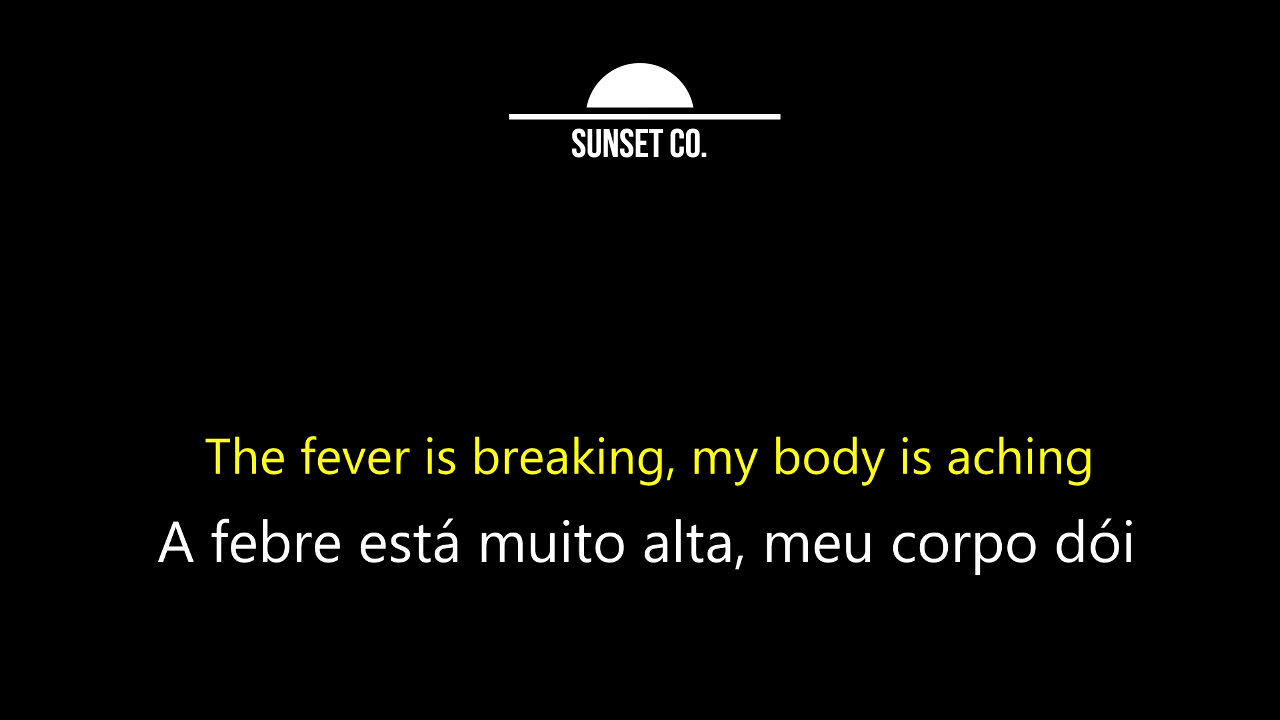 SUNSET CO.
The fever is breaking, my body is aching
A febre está muito alta, meu corpo dói